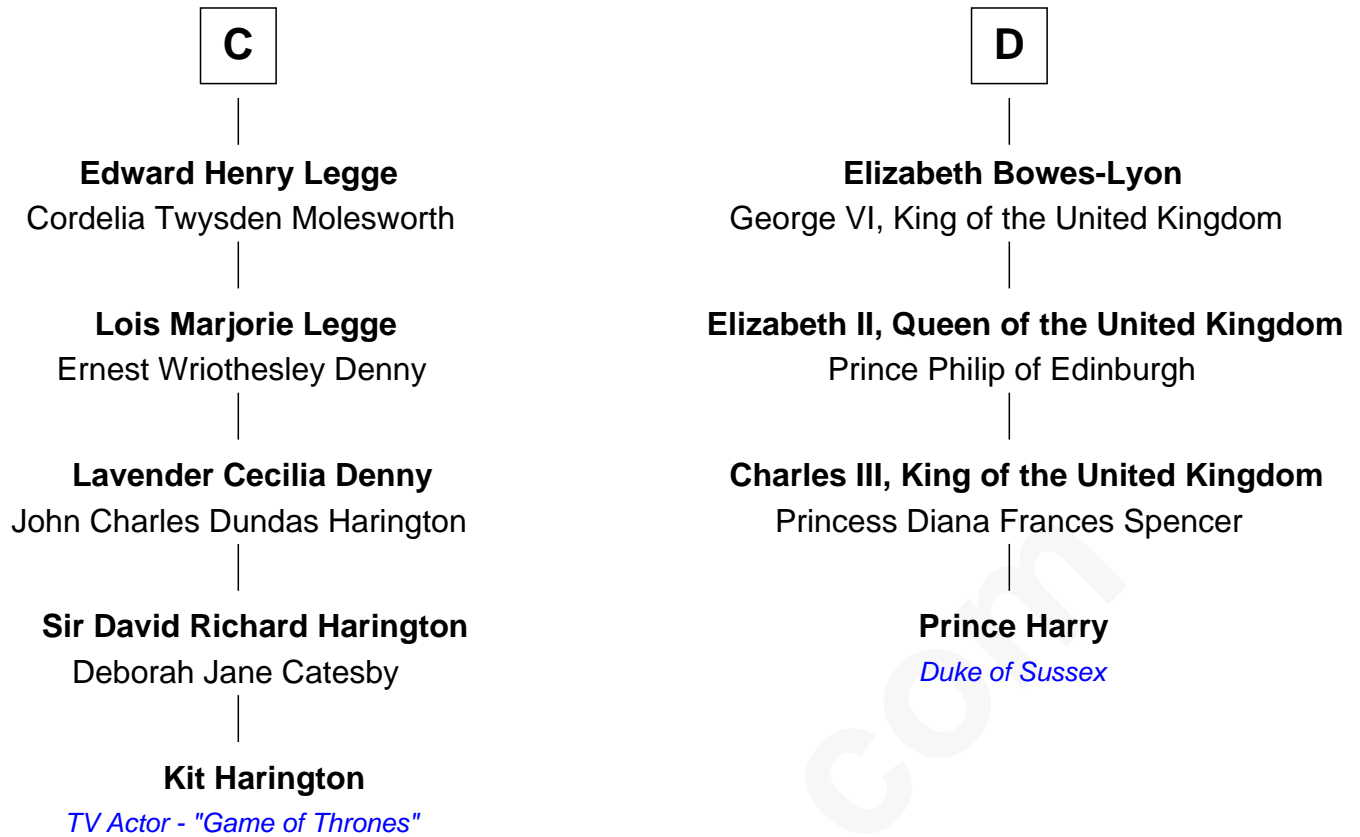 C
Edward Henry Legge
Cordelia Twysden Molesworth
Lois Marjorie Legge
Ernest Wriothesley Denny
Lavender Cecilia Denny
John Charles Dundas Harington
Sir David Richard Harington
Deborah Jane Catesby
Kit Harington
TV Actor - "Game of Thrones"
D
Elizabeth Bowes-Lyon
George VI, King of the United Kingdom
Elizabeth II, Queen of the United Kingdom
Prince Philip of Edinburgh
Charles III, King of the United Kingdom
Princess Diana Frances Spencer
Prince Harry
Duke of Sussex
com